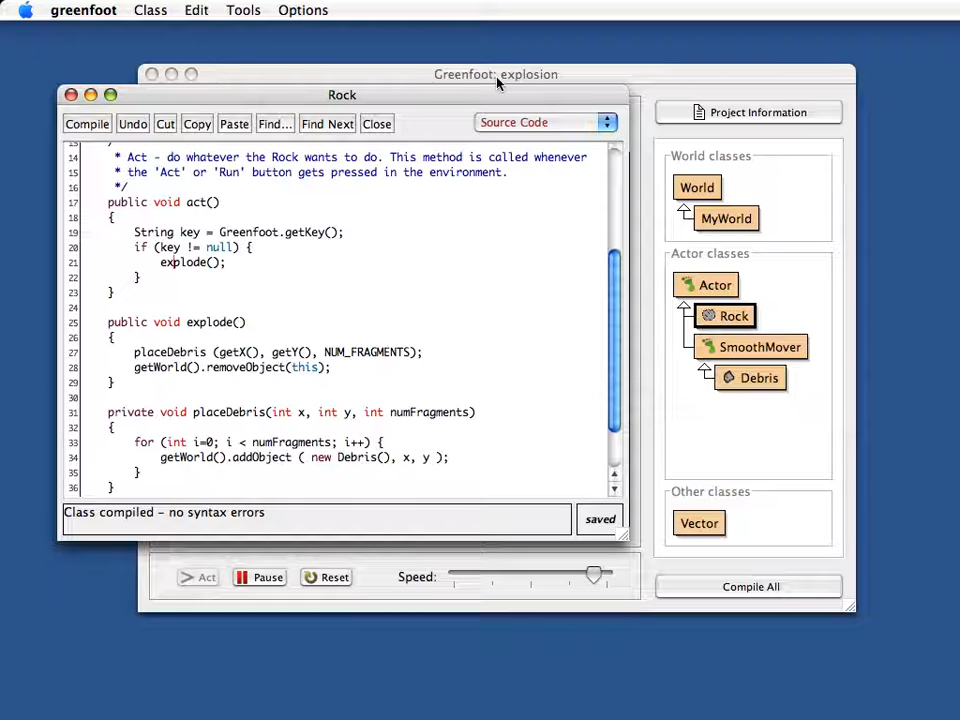 greenfoot Class Edit Tools Options
Greenfoot: explosion
Rock
Compile Undo Cut Copy Paste Find... Find Next Close Source Code
14 * Act - do whatever the Rock wants to do. This method is called whenever
15 * the 'Act' or 'Run' button gets pressed in the environment.
16 */
17 public void act()
18 {
19 String key = Greenfoot.getKey();
20 if (key != null) {
21 explode();
22 }
23 }
24
25 public void explode()
26 {
27 placeDebris (getX(), getY(), NUM_FRAGMENTS);
28 getWorld().removeObject(this);
29 }
30
31 private void placeDebris(int x, int y, int numFragments)
32 {
33 for (int i=0; i < numFragments; i++) {
34 getWorld().addObject ( new Debris(), x, y );
35 }
36 }
Class compiled - no syntax errors
saved
Act Pause Reset Speed:
Project Information
World classes
World
MyWorld
Actor classes
Actor
Rock
SmoothMover
Debris
Other classes
Vector
Compile All